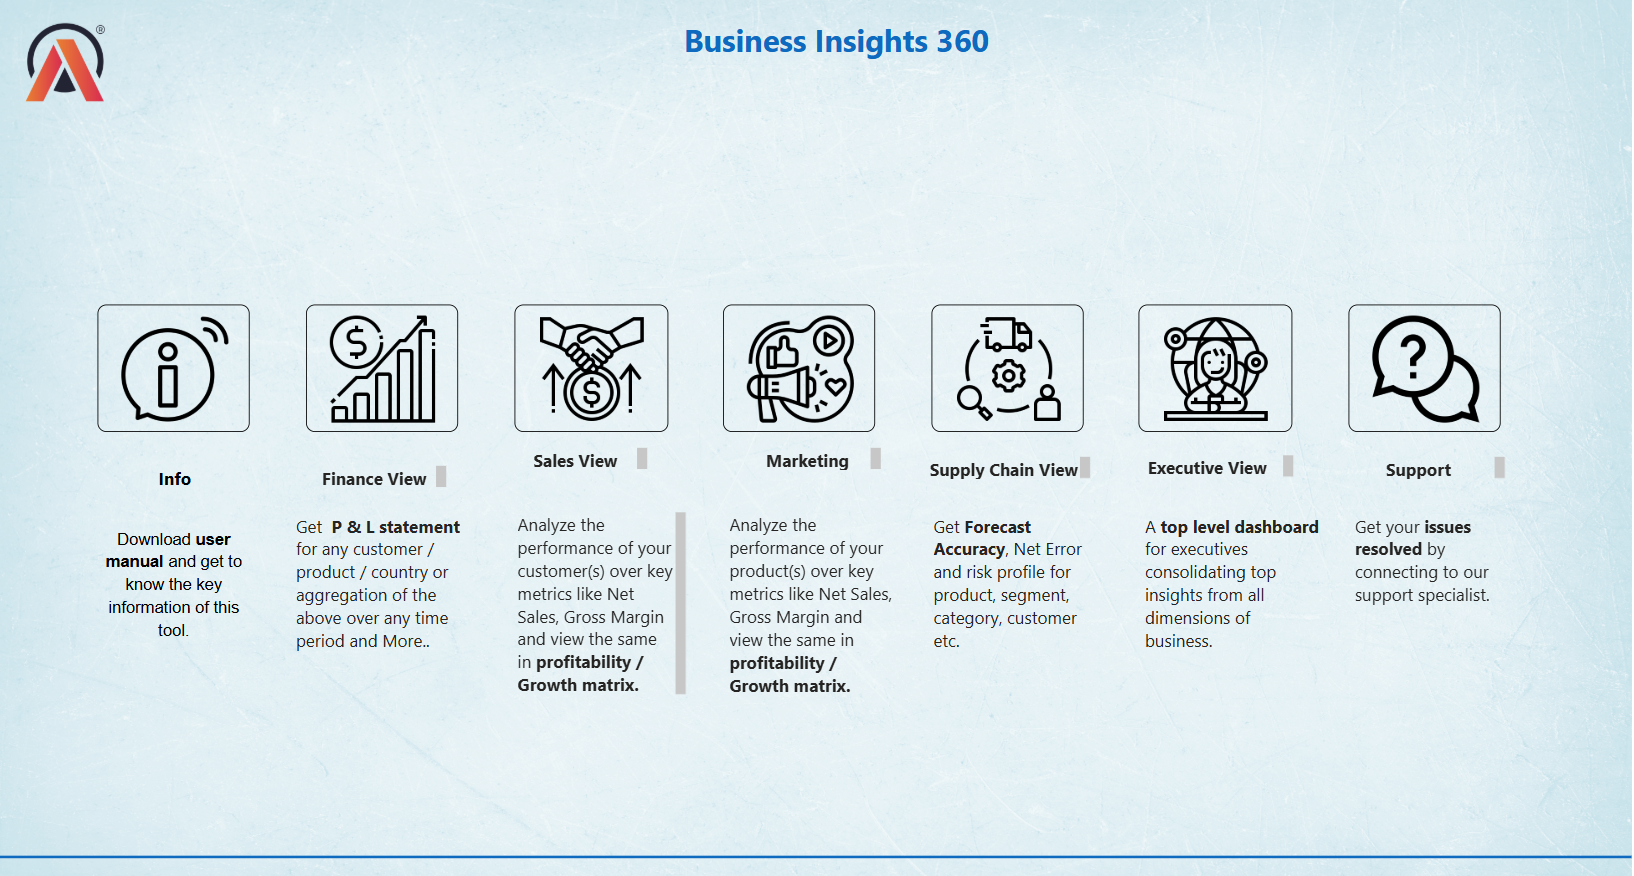 ®
Business Insights 360
Info
Download user
manual and get to
know the key
information of this
tool.
Finance View
Get P & L statement
for any customer /
product / country or
aggregation of the
above over any time
period and More..
Sales View
Analyze the
performance of your
customer(s) over key
metrics like Net
Sales, Gross Margin
and view the same
in profitability /
Growth matrix.
Marketing
Analyze the
performance of your
product(s) over key
metrics like Net Sales,
Gross Margin and
view the same in
profitability /
Growth matrix.
Supply Chain View
Get Forecast
Accuracy, Net Error
and risk profile for
product, segment,
category, customer
etc.
Executive View
A top level dashboard
for executives
consolidating top
insights from all
dimensions of
business.
Support
Get your issues
resolved by
connecting to our
support specialist.